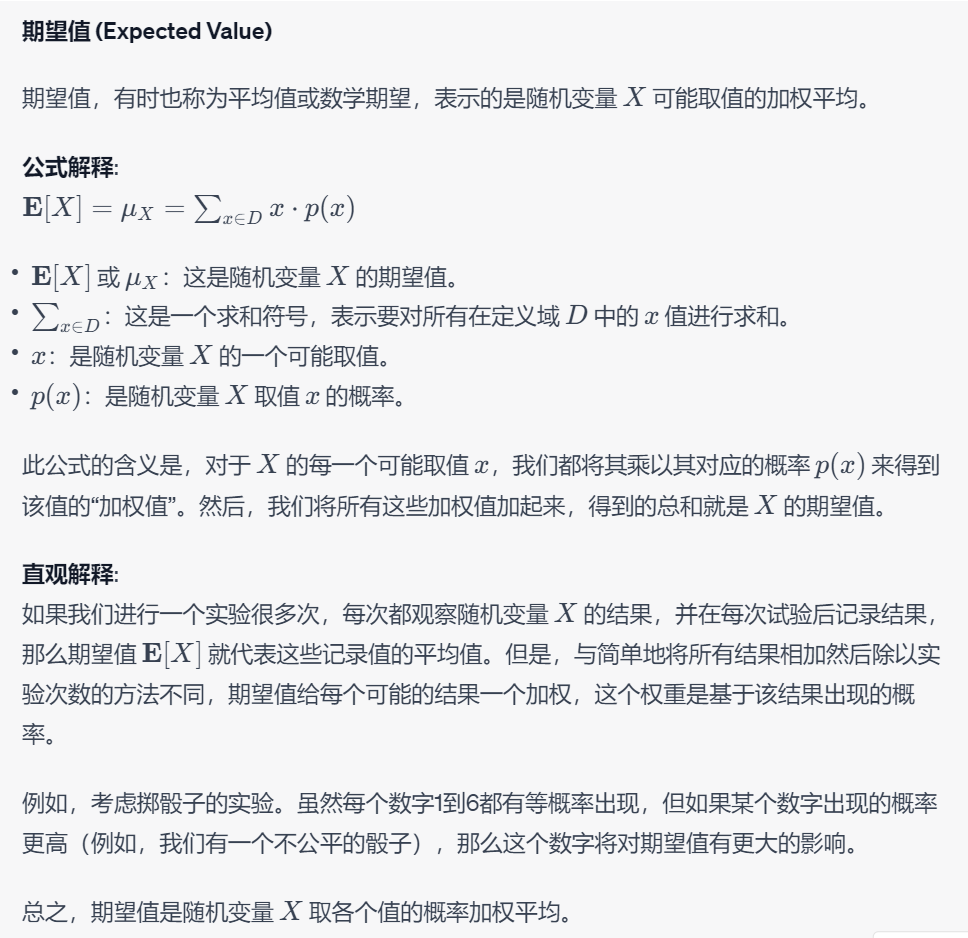 期望值 (Expected Value)
期望值，有时也称为平均值或数学期望，表示的是随机变量 X 可能取值的加权平均。
公式解释:
E[X] = μ_X = ∑_{x∈D} x · p(x)
• E[X] 或 μ_X：这是随机变量 X 的期望值。
• ∑_{x∈D}：这是一个求和符号，表示要对所有在定义域 D 中的 x 值进行求和。
• x：是随机变量 X 的一个可能取值。
• p(x)：是随机变量 X 取值 x 的概率。
此公式的含义是，对于 X 的每一个可能取值 x，我们都将其乘以其对应的概率 p(x) 来得到
该值的“加权值”。然后，我们将所有这些加权值加起来，得到的总和就是 X 的期望值。
直观解释:
如果我们进行一个实验很多次，每次都观察随机变量 X 的结果，并在每次试验后记录结果，
那么期望值 E[X] 就代表这些记录值的平均值。但是，与简单地将所有结果相加然后除以实
验次数的方法不同，期望值给每个可能的结果一个加权，这个权重是基于该结果出现的概
率。
例如，考虑掷骰子的实验。虽然每个数字1到6都有等概率出现，但如果某个数字出现的概率
更高（例如，我们有一个不公平的骰子），那么这个数字将对期望值有更大的影响。
总之，期望值是随机变量 X 取各个值的概率加权平均。